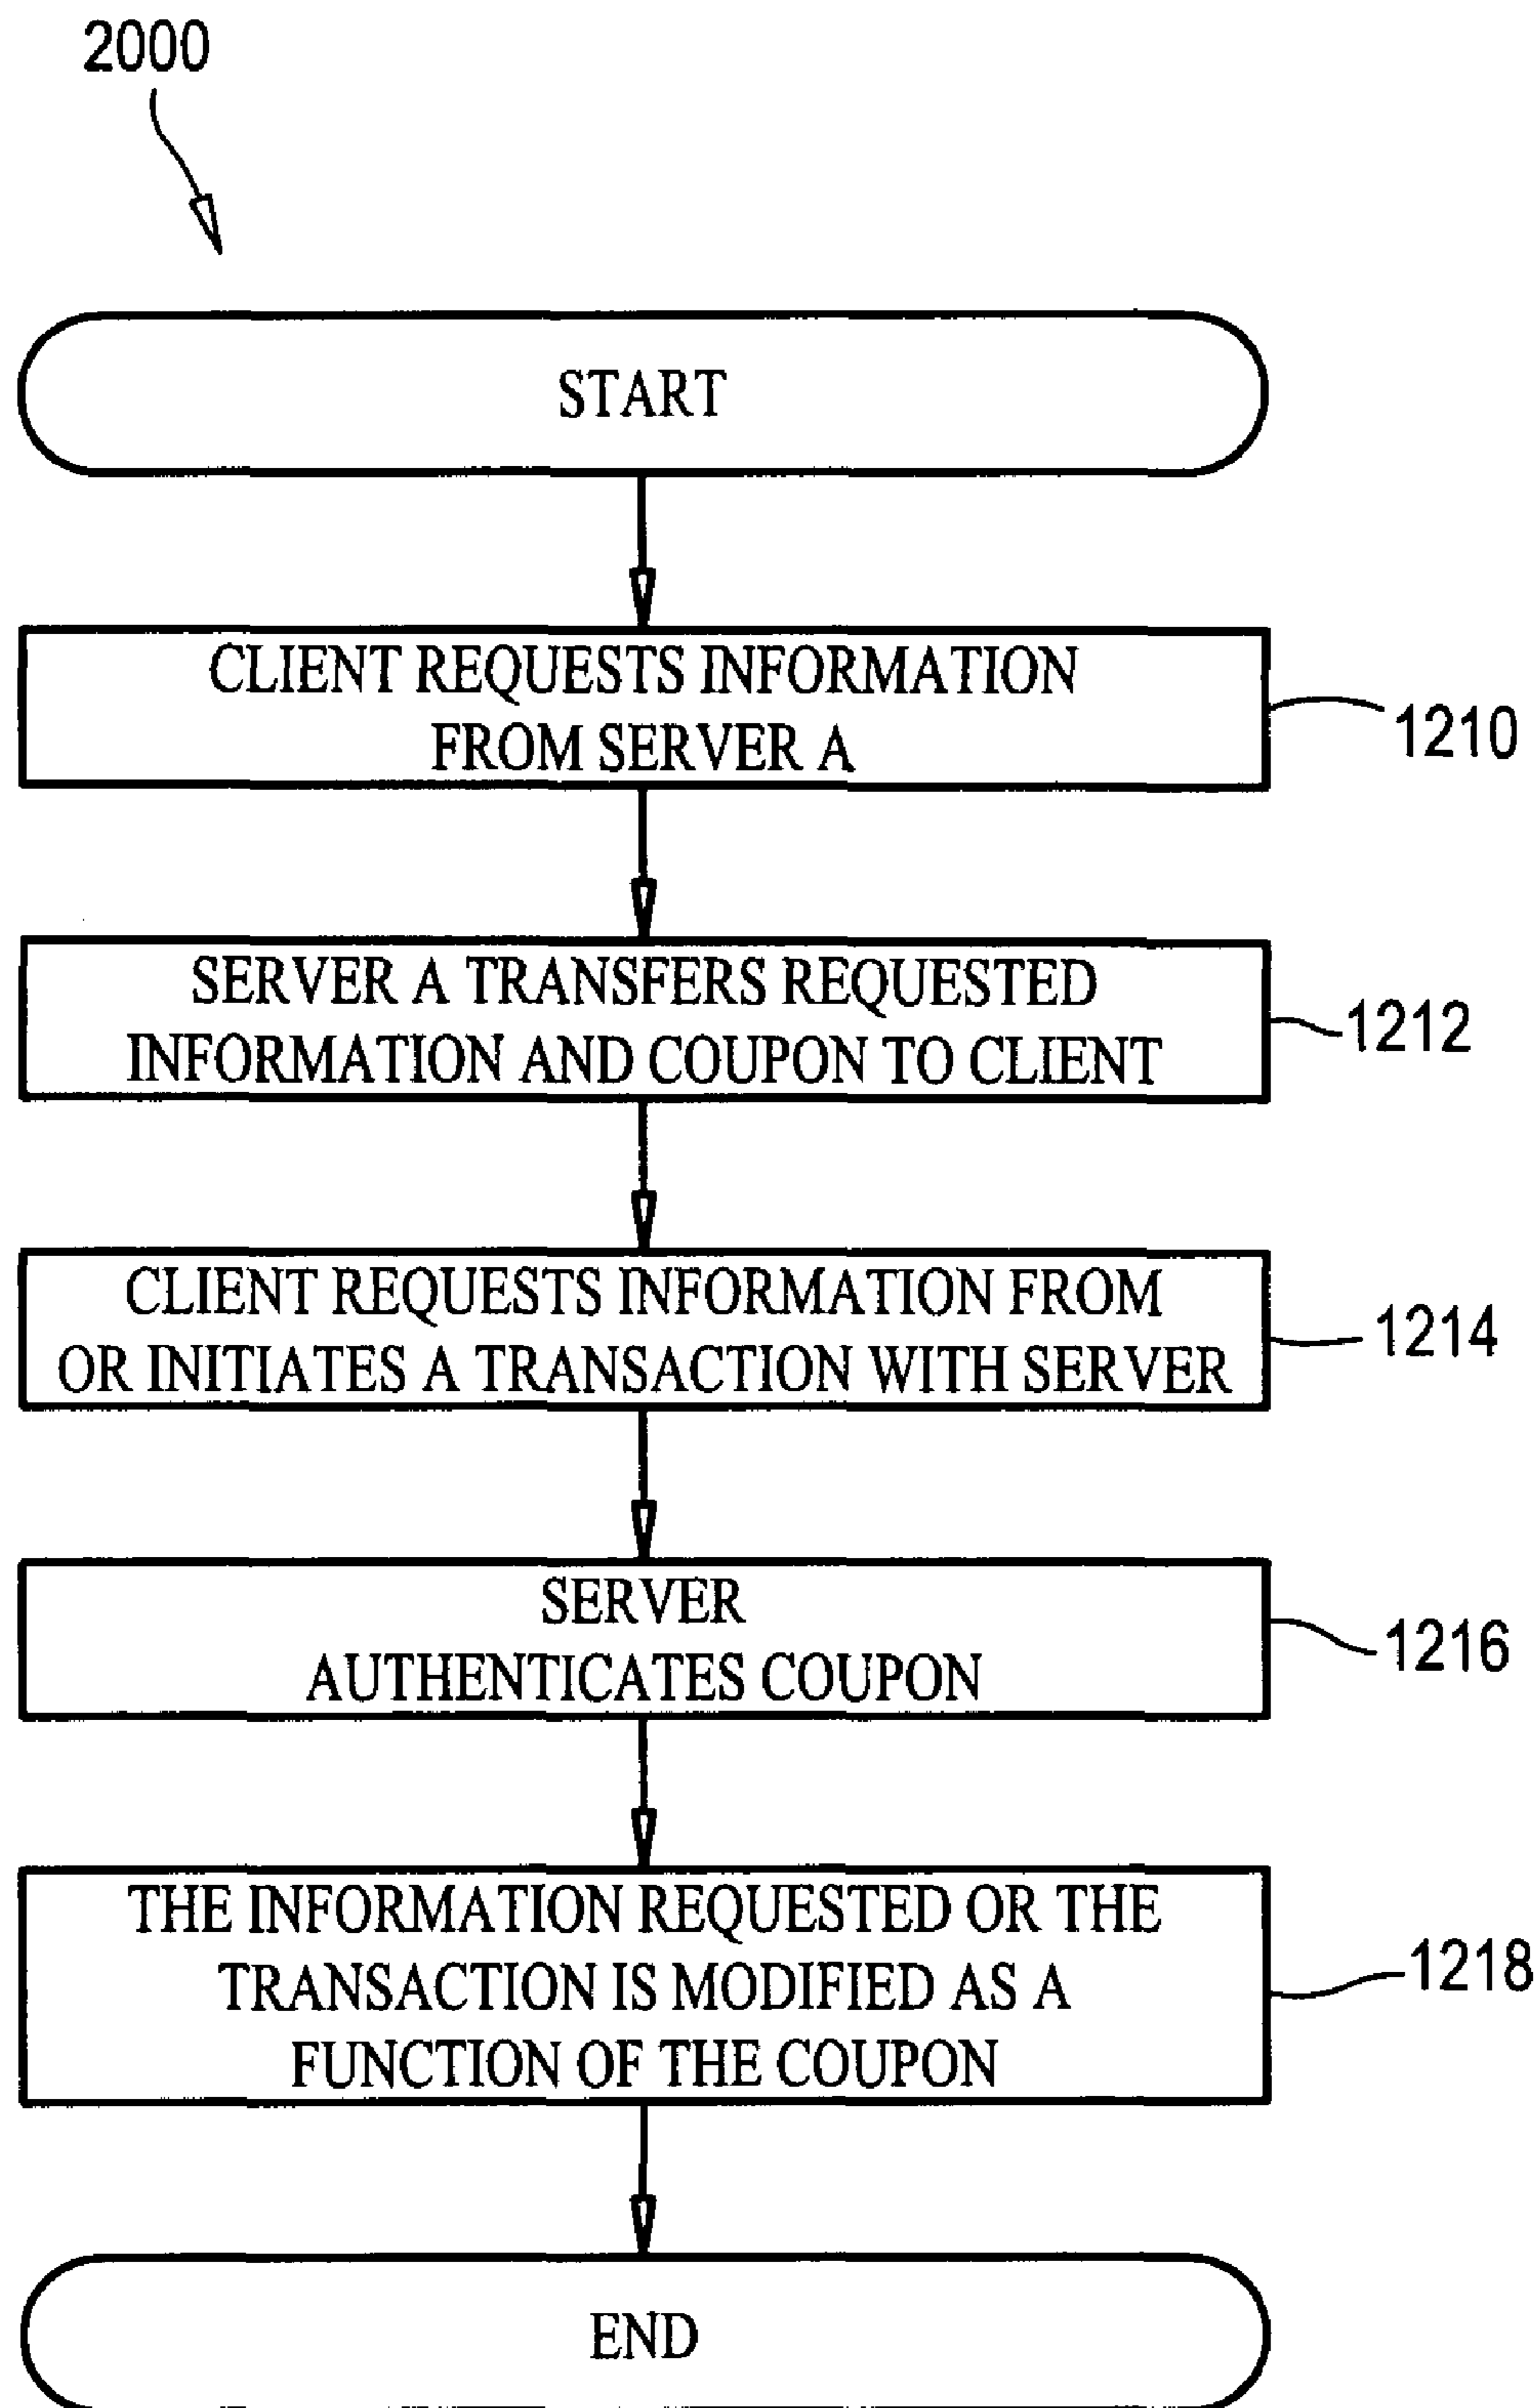 2000
START
CLIENT REQUESTS INFORMATION
FROM SERVER A
1210
SERVER A TRANSFERS REQUESTED
INFORMATION AND COUPON TO CLIENT
1212
CLIENT REQUESTS INFORMATION FROM
OR INITIATES A TRANSACTION WITH SERVER
1214
SERVER
AUTHENTICATES COUPON
1216
THE INFORMATION REQUESTED OR THE
TRANSACTION IS MODIFIED AS A
FUNCTION OF THE COUPON
1218
END